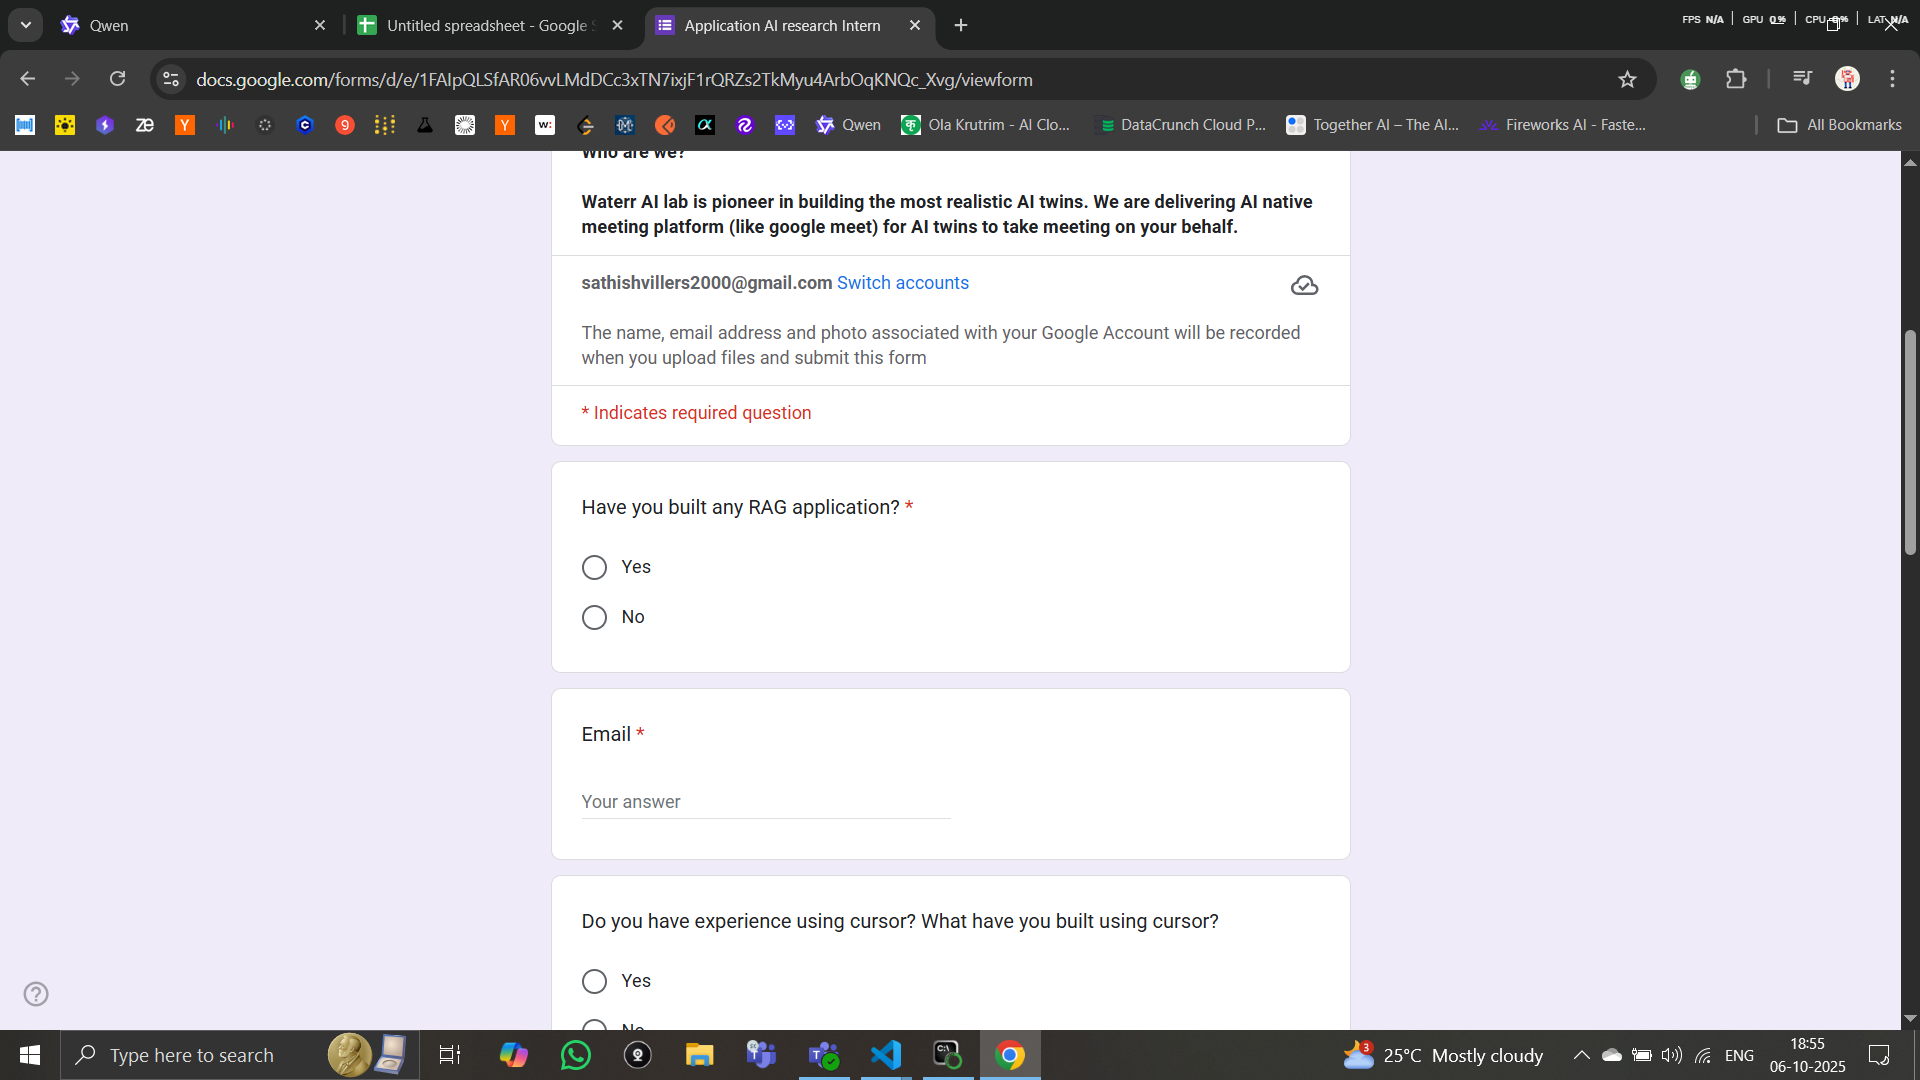 Qwen
Untitled spreadsheet - Google S
Application AI research Intern
FPS N/A
GPU 0 %
CPU
LAT N/A
docs.google.com/forms/d/e/1FAIpQLSfAR06vvLMdDCc3xTN7ixjF1rQRZs2TkMyu4ArbOqKNQc_Xvg/viewform
Qwen
Ola Krutrim - AI Clo...
DataCrunch Cloud P...
Together AI – The AI...
Fireworks AI - Faste...
All Bookmarks
Who are we?
Waterr AI lab is pioneer in building the most realistic AI twins. We are delivering AI native
meeting platform (like google meet) for AI twins to take meeting on your behalf.
sathishvillers2000@gmail.com Switch accounts
The name, email address and photo associated with your Google Account will be recorded
when you upload files and submit this form
* Indicates required question
Have you built any RAG application? *
Yes
No
Email *
Your answer
Do you have experience using cursor? What have you built using cursor?
Yes
No
Type here to search
3
25°C Mostly cloudy
ENG
18:55
06-10-2025